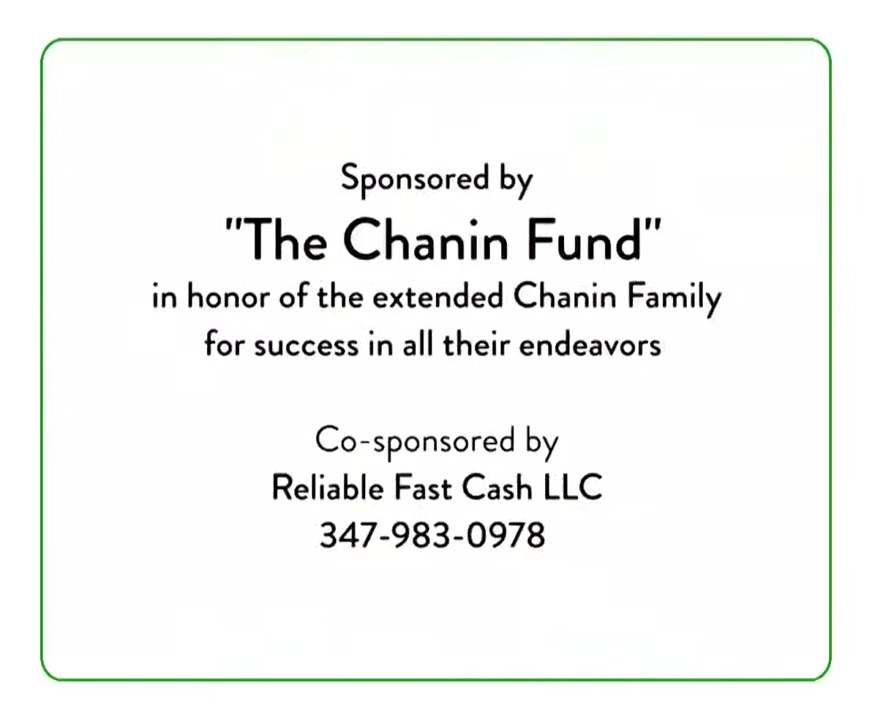 Sponsored by
"The Chanin Fund"
in honor of the extended Chanin Family
for success in all their endeavors
Co-sponsored by
Reliable Fast Cash LLC
347-983-0978